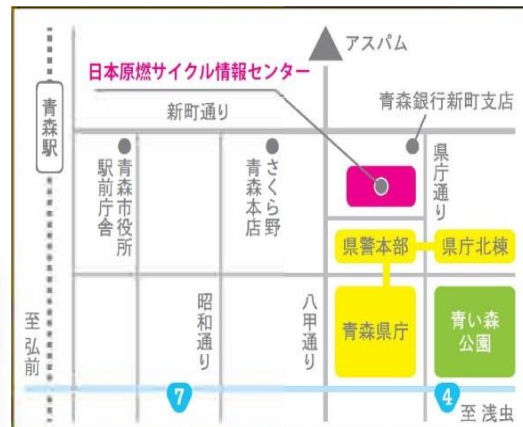 アスパム
日本原燃サイクル情報センター
青森銀行新町支店
新町通り
青森駅
青森市役所
駅前庁舎
さくら野
青森本店
県庁通り
県警本部
県庁北棟
昭和通り
八甲通り
青森県庁
青い森
公園
至 弘前
7
4
至 浅虫